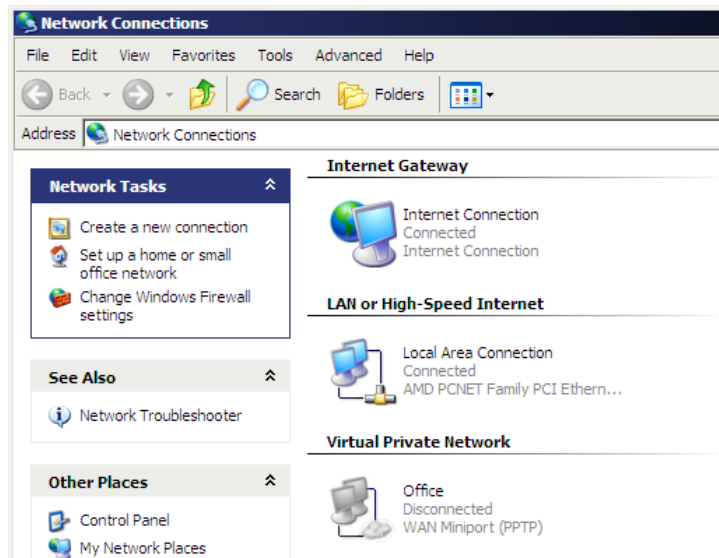 Network Connections
File Edit View Favorites Tools Advanced Help
Back Search Folders
Address Network Connections
Network Tasks
Create a new connection
Set up a home or small
office network
Change Windows Firewall
settings
See Also
Network Troubleshooter
Other Places
Control Panel
My Network Places
Internet Gateway
Internet Connection
Connected
Internet Connection
LAN or High-Speed Internet
Local Area Connection
Connected
AMD PCNET Family PCI Ethern...
Virtual Private Network
Office
Disconnected
WAN Miniport (PPTP)